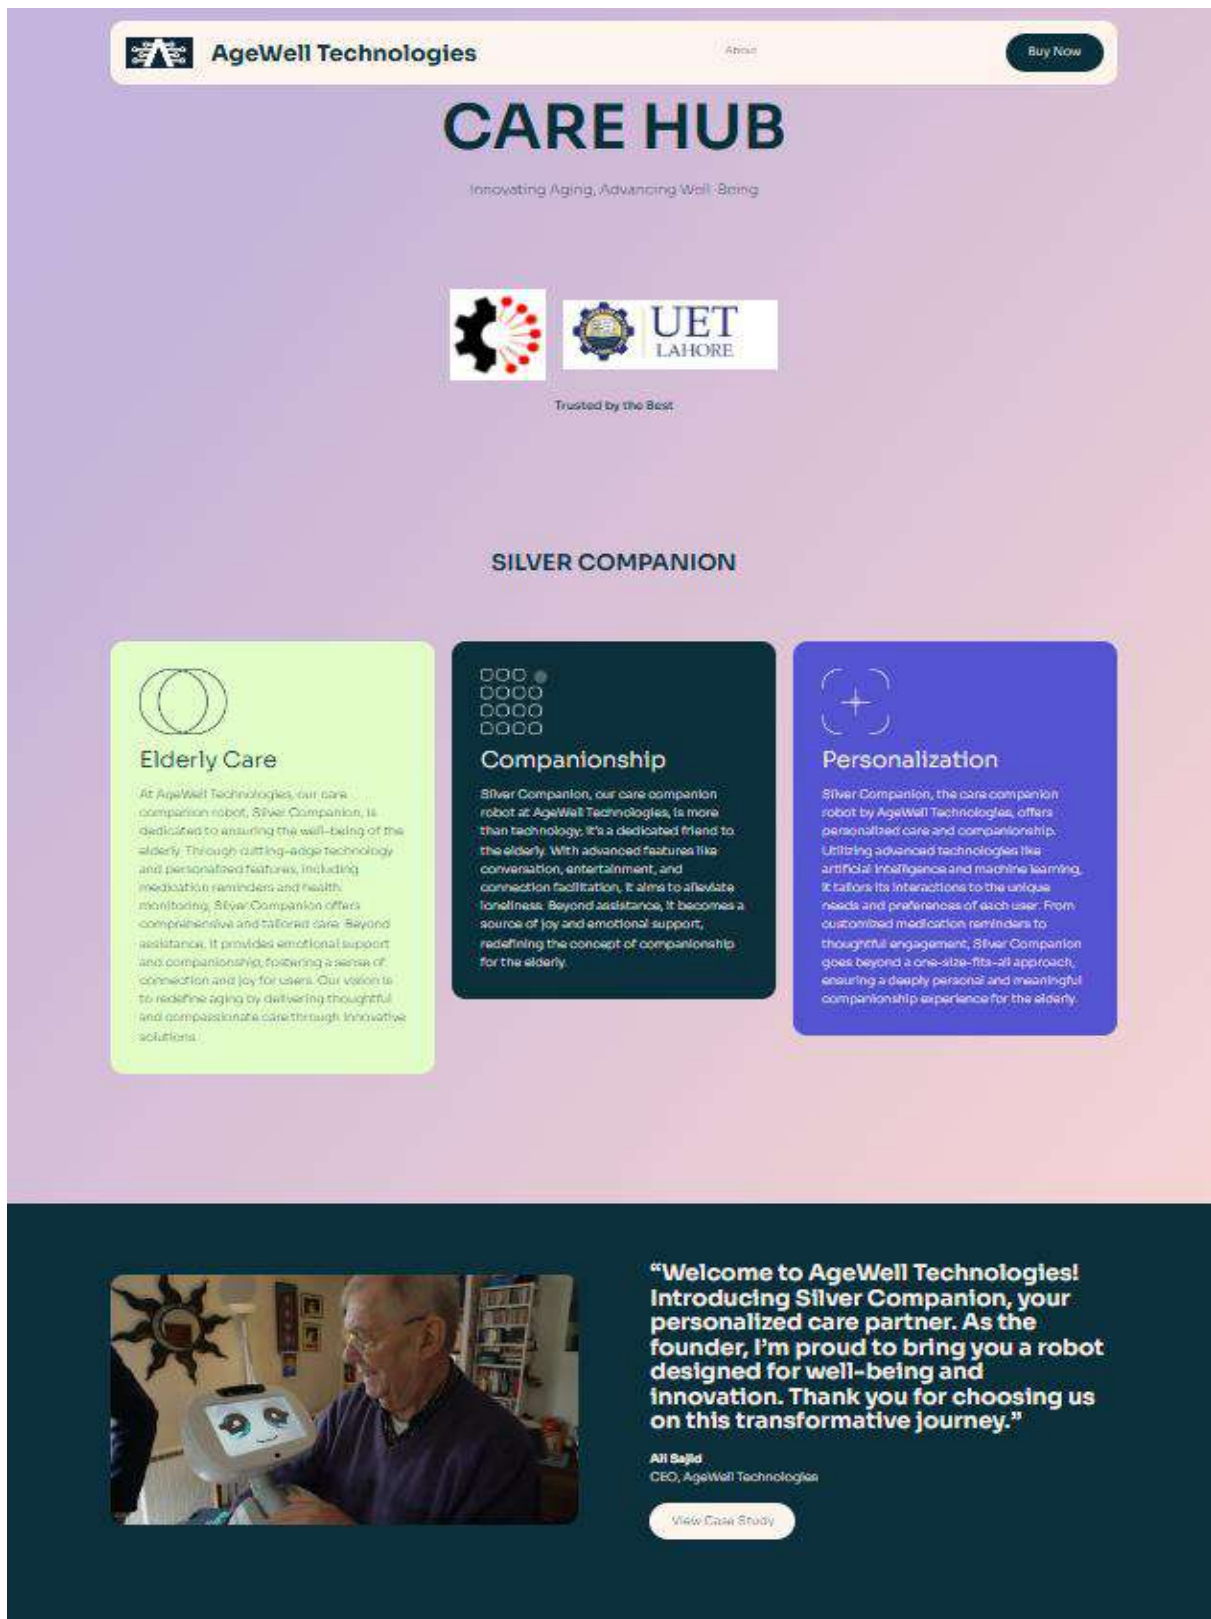 AgeWell Technologies
About
Buy Now
CARE HUB
Innovating Aging, Advancing Well-Being
UET
LAHORE
Trusted by the Best
SILVER COMPANION
Elderly Care
At AgeWell Technologies, our care
companion robot, Silver Companion, is
dedicated to ensuring the well-being of the
elderly. Through cutting-edge technology
and personalized features, including
medication reminders and health
monitoring, Silver Companion offers
comprehensive and tailored care. Beyond
assistance, it provides emotional support
and companionship, fostering a sense of
connection and joy for users. Our vision is
to redefine aging by delivering thoughtful
and compassionate care through innovative
solutions.
Companionship
Silver Companion, our care companion
robot at AgeWell Technologies, is more
than technology; it's a dedicated friend to
the elderly. With advanced features like
conversation, entertainment, and
connection facilitation, it aims to alleviate
loneliness. Beyond assistance, it becomes a
source of joy and emotional support,
redefining the concept of companionship
for the elderly.
Personalization
Silver Companion, the care companion
robot by AgeWell Technologies, offers
personalized care and companionship.
Utilizing advanced technologies like
artificial intelligence and machine learning,
it tailors its interactions to the unique
needs and preferences of each user. From
customized medication reminders to
thoughtful engagement, Silver Companion
goes beyond a one-size-fits-all approach,
ensuring a deeply personal and meaningful
companionship experience for the elderly.
“Welcome to AgeWell Technologies!
Introducing Silver Companion, your
personalized care partner. As the
founder, I’m proud to bring you a robot
designed for well-being and
innovation. Thank you for choosing us
on this transformative journey.”
Ali Sajid
CEO, AgeWell Technologies
View Case Study